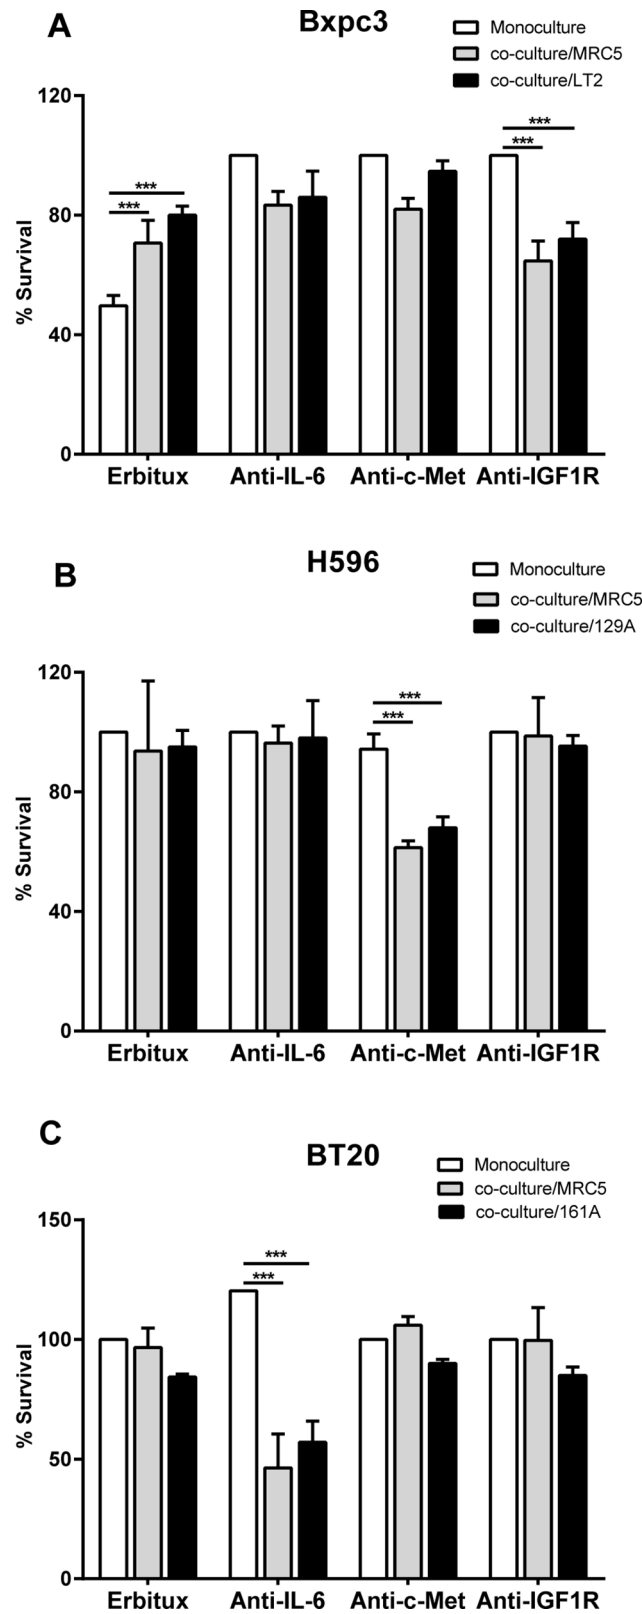 A
Bxpc3
Monoculture
co-culture/MRC5
co-culture/LT2
120
80
40
0
% Survival
***
***
***
***
Erbitux Anti-IL-6 Anti-c-Met Anti-IGF1R
B
H596
Monoculture
co-culture/MRC5
co-culture/129A
120
80
40
0
% Survival
***
***
Erbitux Anti-IL-6 Anti-c-Met Anti-IGF1R
C
BT20
Monoculture
co-culture/MRC5
co-culture/161A
150
100
50
0
% Survival
***
***
Erbitux Anti-IL-6 Anti-c-Met Anti-IGF1R